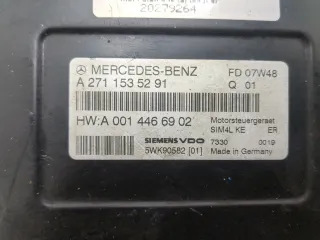 20279264
MERCEDES-BENZ FD 07W48
A 271 153 52 91 Q 01
HW:A 001 446 69 02 Motorsteuergerät
SIM4L KE ER
SIEMENS VDO 7330 0019
5WK90582 [01] Made in Germany